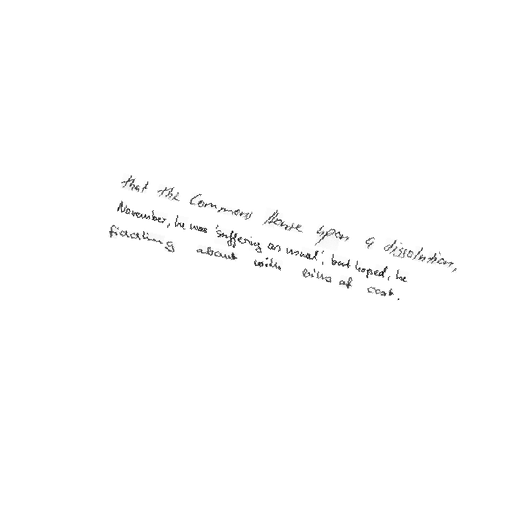 that the Commons House upon a dissolution,
November, he was 'suffering as usual', but hoped, he
fiddling about with bills at cost.